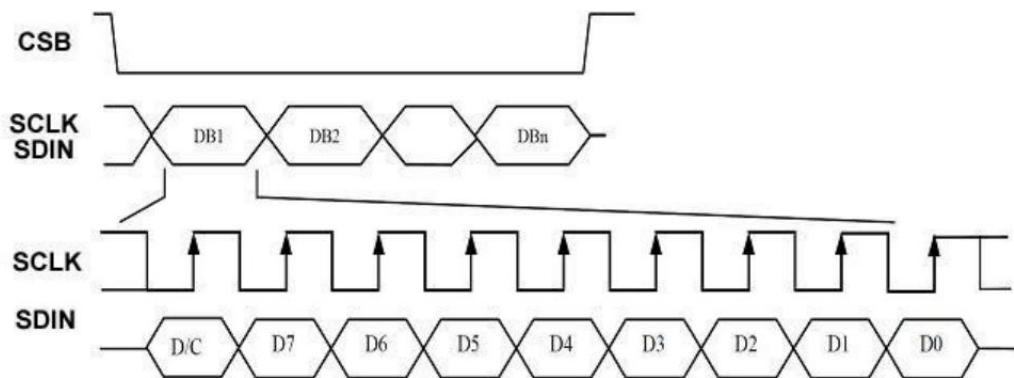 CSB
SCLK
SDIN
DB1 DB2 DBn
SCLK
SDIN
D/C D7 D6 D5 D4 D3 D2 D1 D0